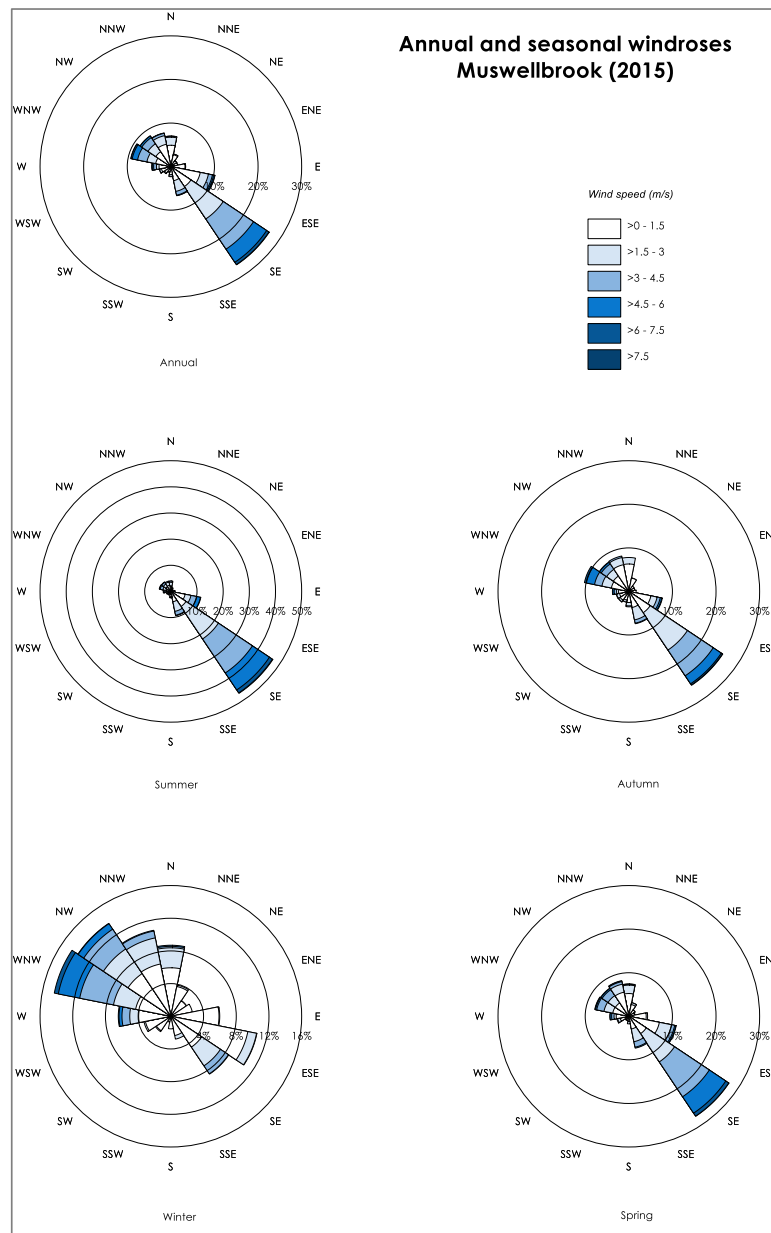 Annual and seasonal windroses
Muswellbrook (2015)
N
NNW NNE
NW NE
WNW ENE
W E
10% 20% 30%
WSW ESE
SW SE
SSW SSE
S
Annual
Wind speed (m/s)
>0 - 1.5
>1.5 - 3
>3 - 4.5
>4.5 - 6
>6 - 7.5
>7.5
N
NNW NNE
NW NE
WNW ENE
W E
10% 20% 30% 40% 50%
WSW ESE
SW SE
SSW SSE
S
Summer
N
NNW NNE
NW NE
WNW EN
W
10% 20% 30%
WSW ES
SW SE
SSW SSE
S
Autumn
N
NNW NNE
NW NE
WNW ENE
W E
4% 8% 12% 16%
WSW ESE
SW SE
SSW SSE
S
Winter
N
NNW NNE
NW NE
WNW EN
W
10% 20% 30%
WSW ES
SW SE
SSW SSE
S
Spring